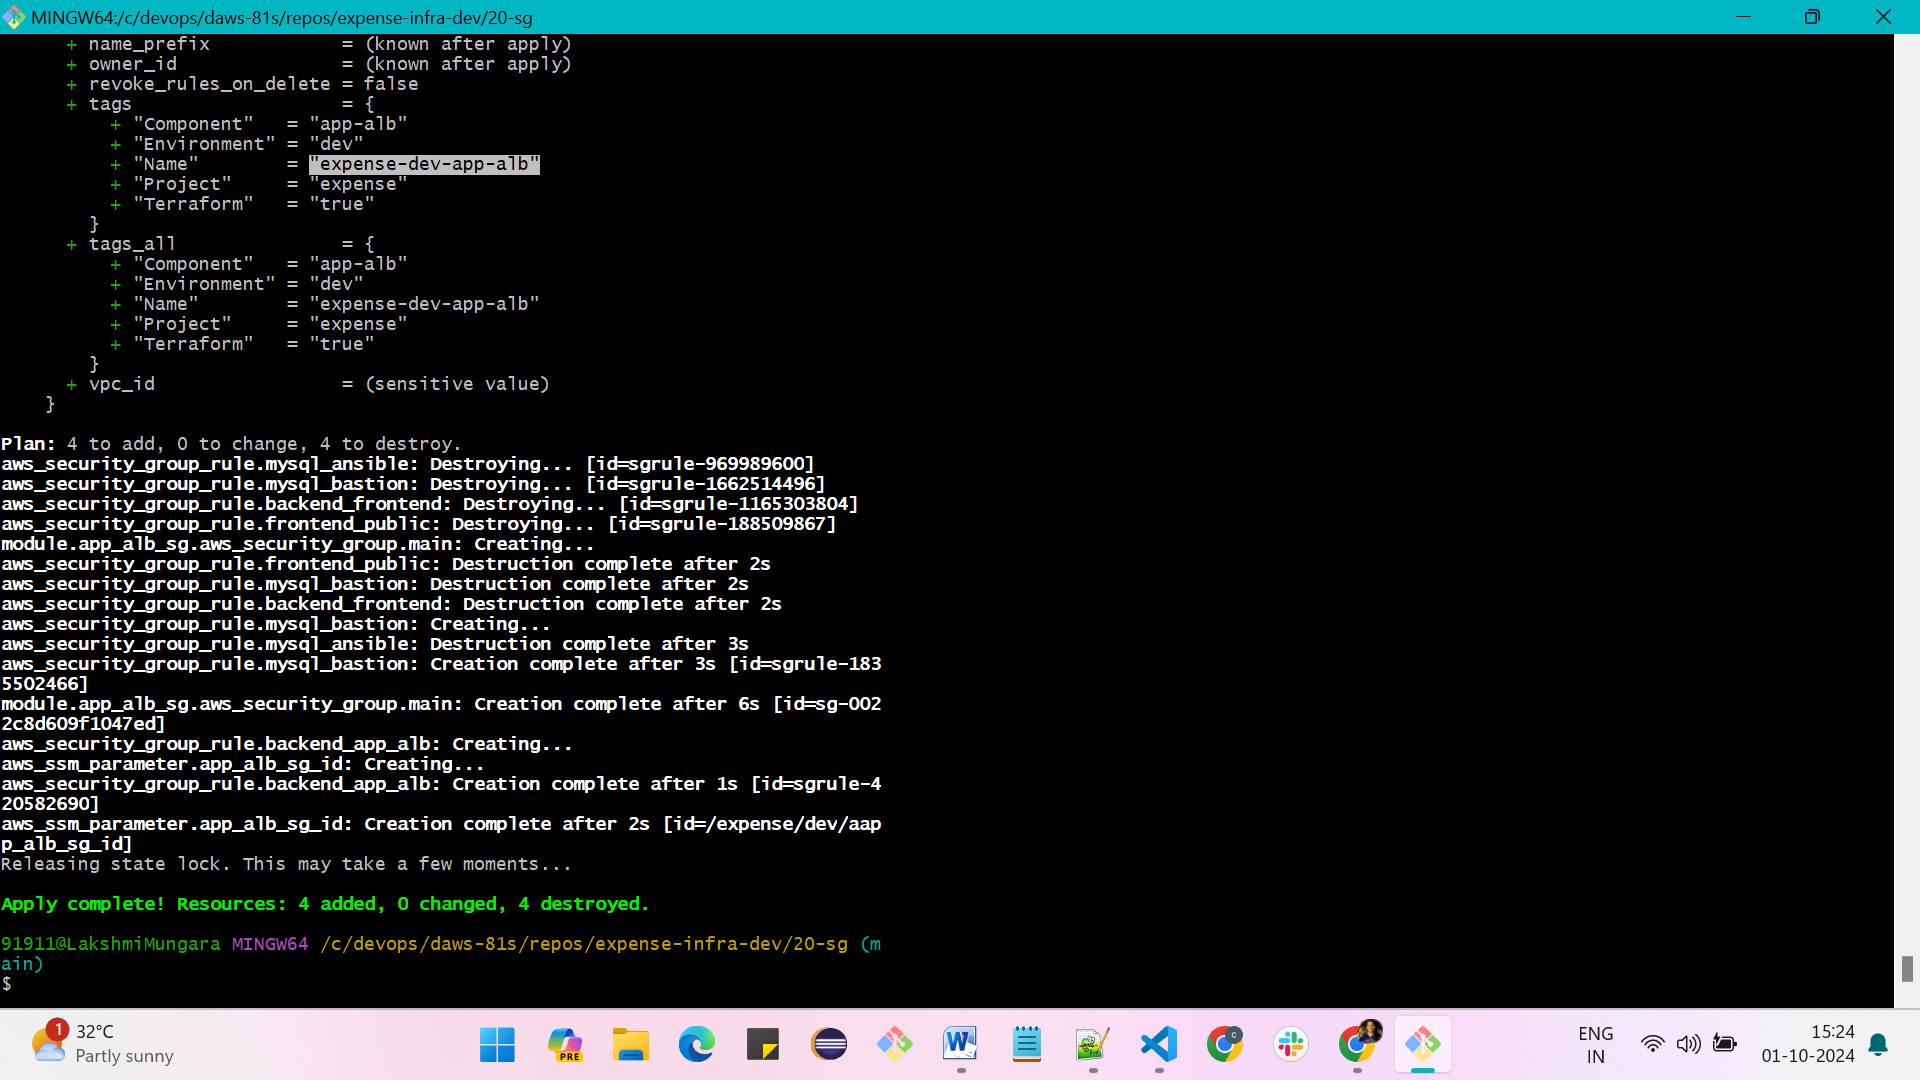 MINGW64:/c/devops/daws-81s/repos/expense-infra-dev/20-sg
+ name_prefix = (known after apply)
+ owner_id = (known after apply)
+ revoke_rules_on_delete = false
+ tags = {
+ "Component" = "app-alb"
+ "Environment" = "dev"
+ "Name" = "expense-dev-app-alb"
+ "Project" = "expense"
+ "Terraform" = "true"
}
+ tags_all = {
+ "Component" = "app-alb"
+ "Environment" = "dev"
+ "Name" = "expense-dev-app-alb"
+ "Project" = "expense"
+ "Terraform" = "true"
}
+ vpc_id = (sensitive value)
}
Plan: 4 to add, 0 to change, 4 to destroy.
aws_security_group_rule.mysql_ansible: Destroying... [id=sgrule-969989600]
aws_security_group_rule.mysql_bastion: Destroying... [id=sgrule-1662514496]
aws_security_group_rule.backend_frontend: Destroying... [id=sgrule-1165303804]
aws_security_group_rule.frontend_public: Destroying... [id=sgrule-188509867]
module.app_alb_sg.aws_security_group.main: Creating...
aws_security_group_rule.frontend_public: Destruction complete after 2s
aws_security_group_rule.mysql_bastion: Destruction complete after 2s
aws_security_group_rule.backend_frontend: Destruction complete after 2s
aws_security_group_rule.mysql_bastion: Creating...
aws_security_group_rule.mysql_ansible: Destruction complete after 3s
aws_security_group_rule.mysql_bastion: Creation complete after 3s [id=sgrule-183
5502466]
module.app_alb_sg.aws_security_group.main: Creation complete after 6s [id=sg-002
2c8d609f1047ed]
aws_security_group_rule.backend_app_alb: Creating...
aws_ssm_parameter.app_alb_sg_id: Creating...
aws_security_group_rule.backend_app_alb: Creation complete after 1s [id=sgrule-4
20582690]
aws_ssm_parameter.app_alb_sg_id: Creation complete after 2s [id=/expense/dev/aap
p_alb_sg_id]
Releasing state lock. This may take a few moments...
Apply complete! Resources: 4 added, 0 changed, 4 destroyed.
91911@LakshmiMungara MINGW64 /c/devops/daws-81s/repos/expense-infra-dev/20-sg (m
ain)
$
1
32°C
Partly sunny
PRE
W
C
ENG
IN
15:24
01-10-2024